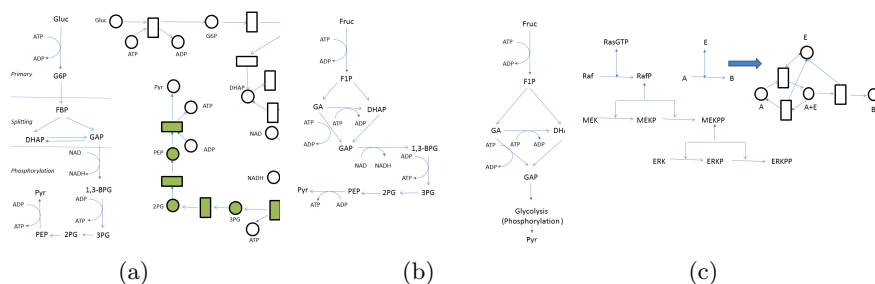 Gluc
ATP
ADP
G6P
Primary
FBP
Splitting
DHAP
GAP
NAD
NADH
Phosphorylation
Pyr
1,3-BPG
ADP
ATP
ADP
ATP
PEP
2PG
3PG
Gluc
ATP
ADP
G6P
DHAP
Pyr
ATP
ADP
PEP
NAD
NADH
2PG
3PG
ATP
(a)
Fruc
ATP
ADP
F1P
GA
DHAP
ATP
ATP
ADP
ADP
GAP
1,3-BPG
NAD
NADH
ADP
ATP
Pyr
PEP
2PG
3PG
ATP
ADP
(b)
Fruc
ATP
ADP
F1P
GA
DHA
ATP
ATP
ADP
ADP
GAP
Glycolysis
(Phosphorylation)
Pyr
RasGTP
Raf
RafP
MEK
MEKP
MEKPP
ERK
ERKP
ERKPP
E
A
B
E
A
A+E
B
(c)